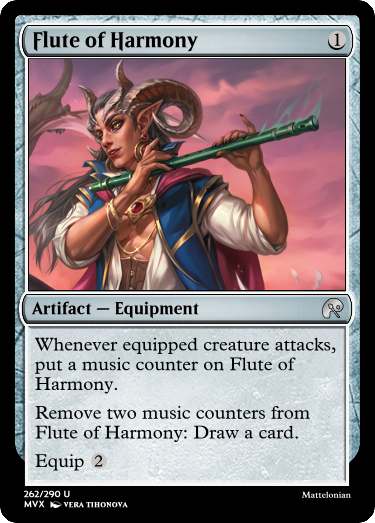 Flute of Harmony 1
Artifact — Equipment
Whenever equipped creature attacks,
put a music counter on Flute of
Harmony.
Remove two music counters from
Flute of Harmony: Draw a card.
Equip 2
262/290 U
MVX VERA TIHONOVA
Mattelonian